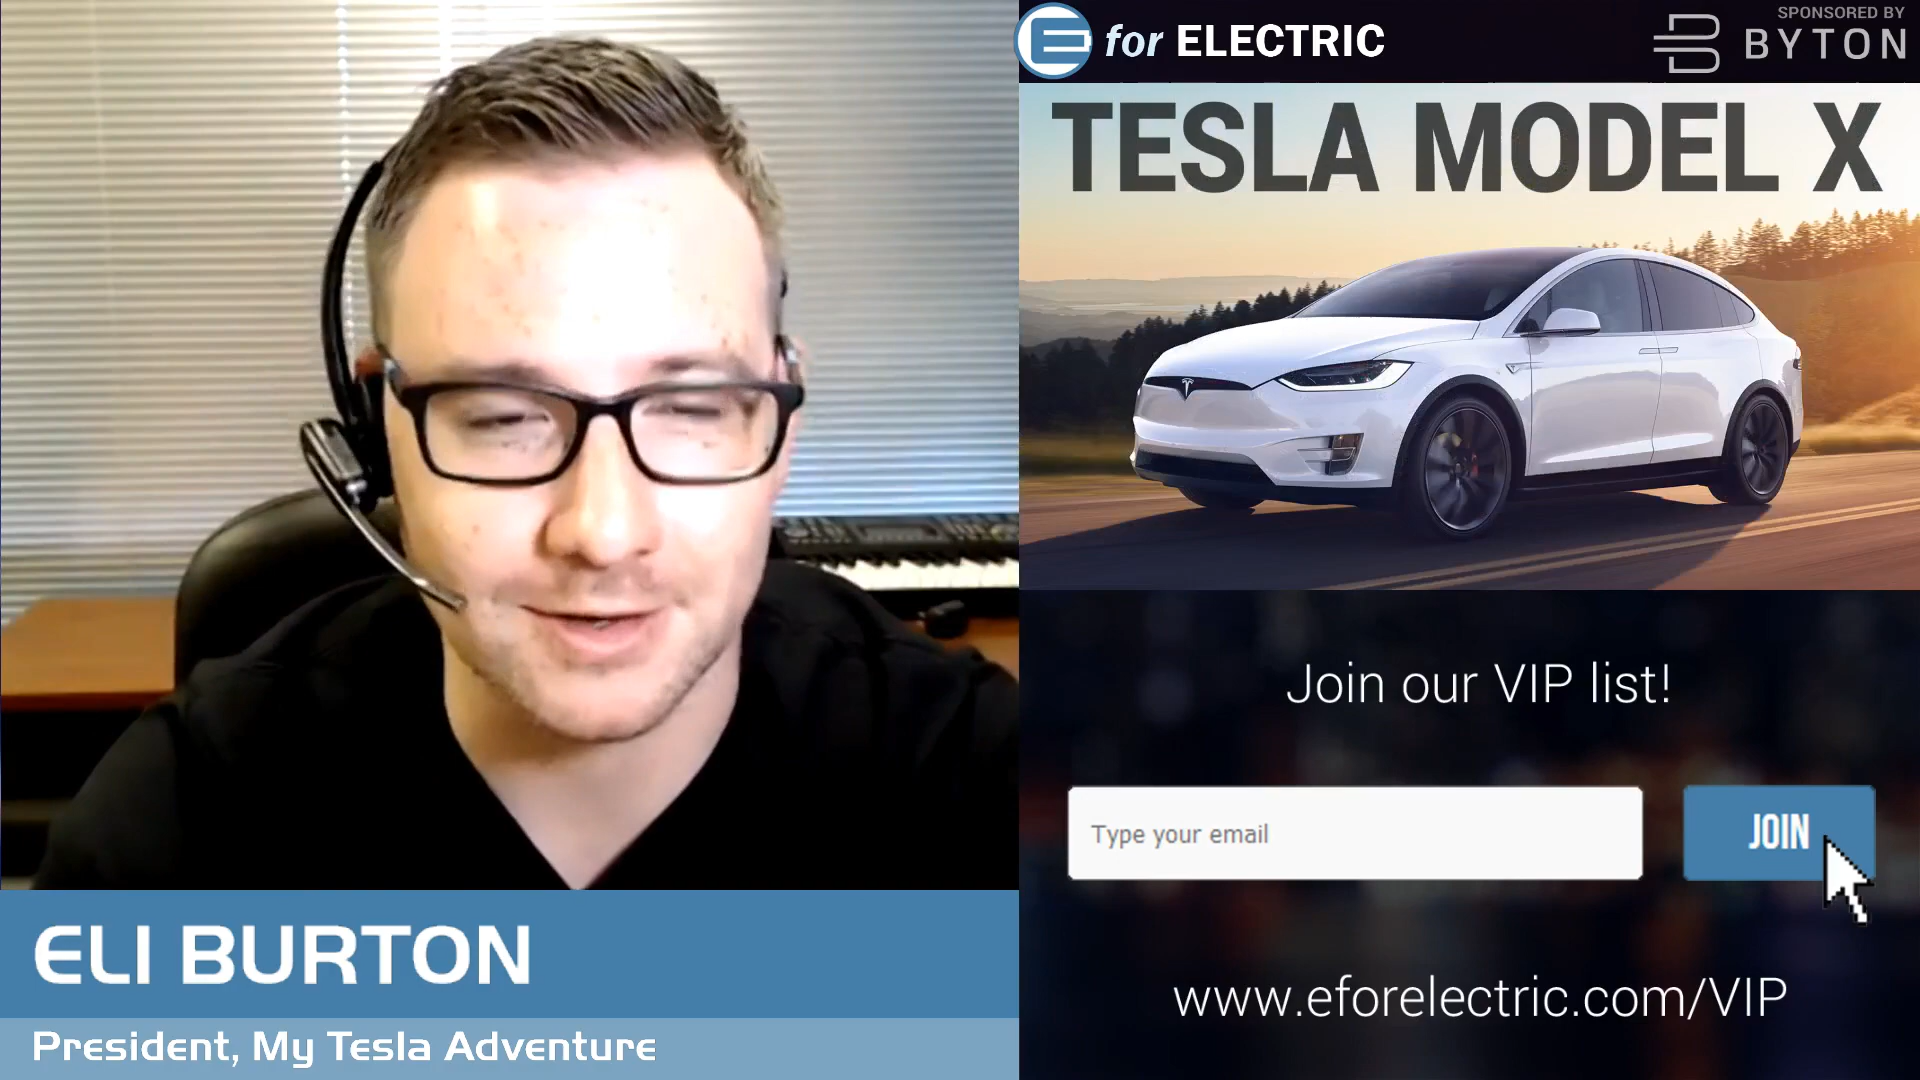 for ELECTRIC
SPONSORED BY
BYTON
TESLA MODEL X
Join our VIP list!
Type your email
JOIN
www.eforelectric.com/VIP
ELI BURTON
President, My Tesla Adventure